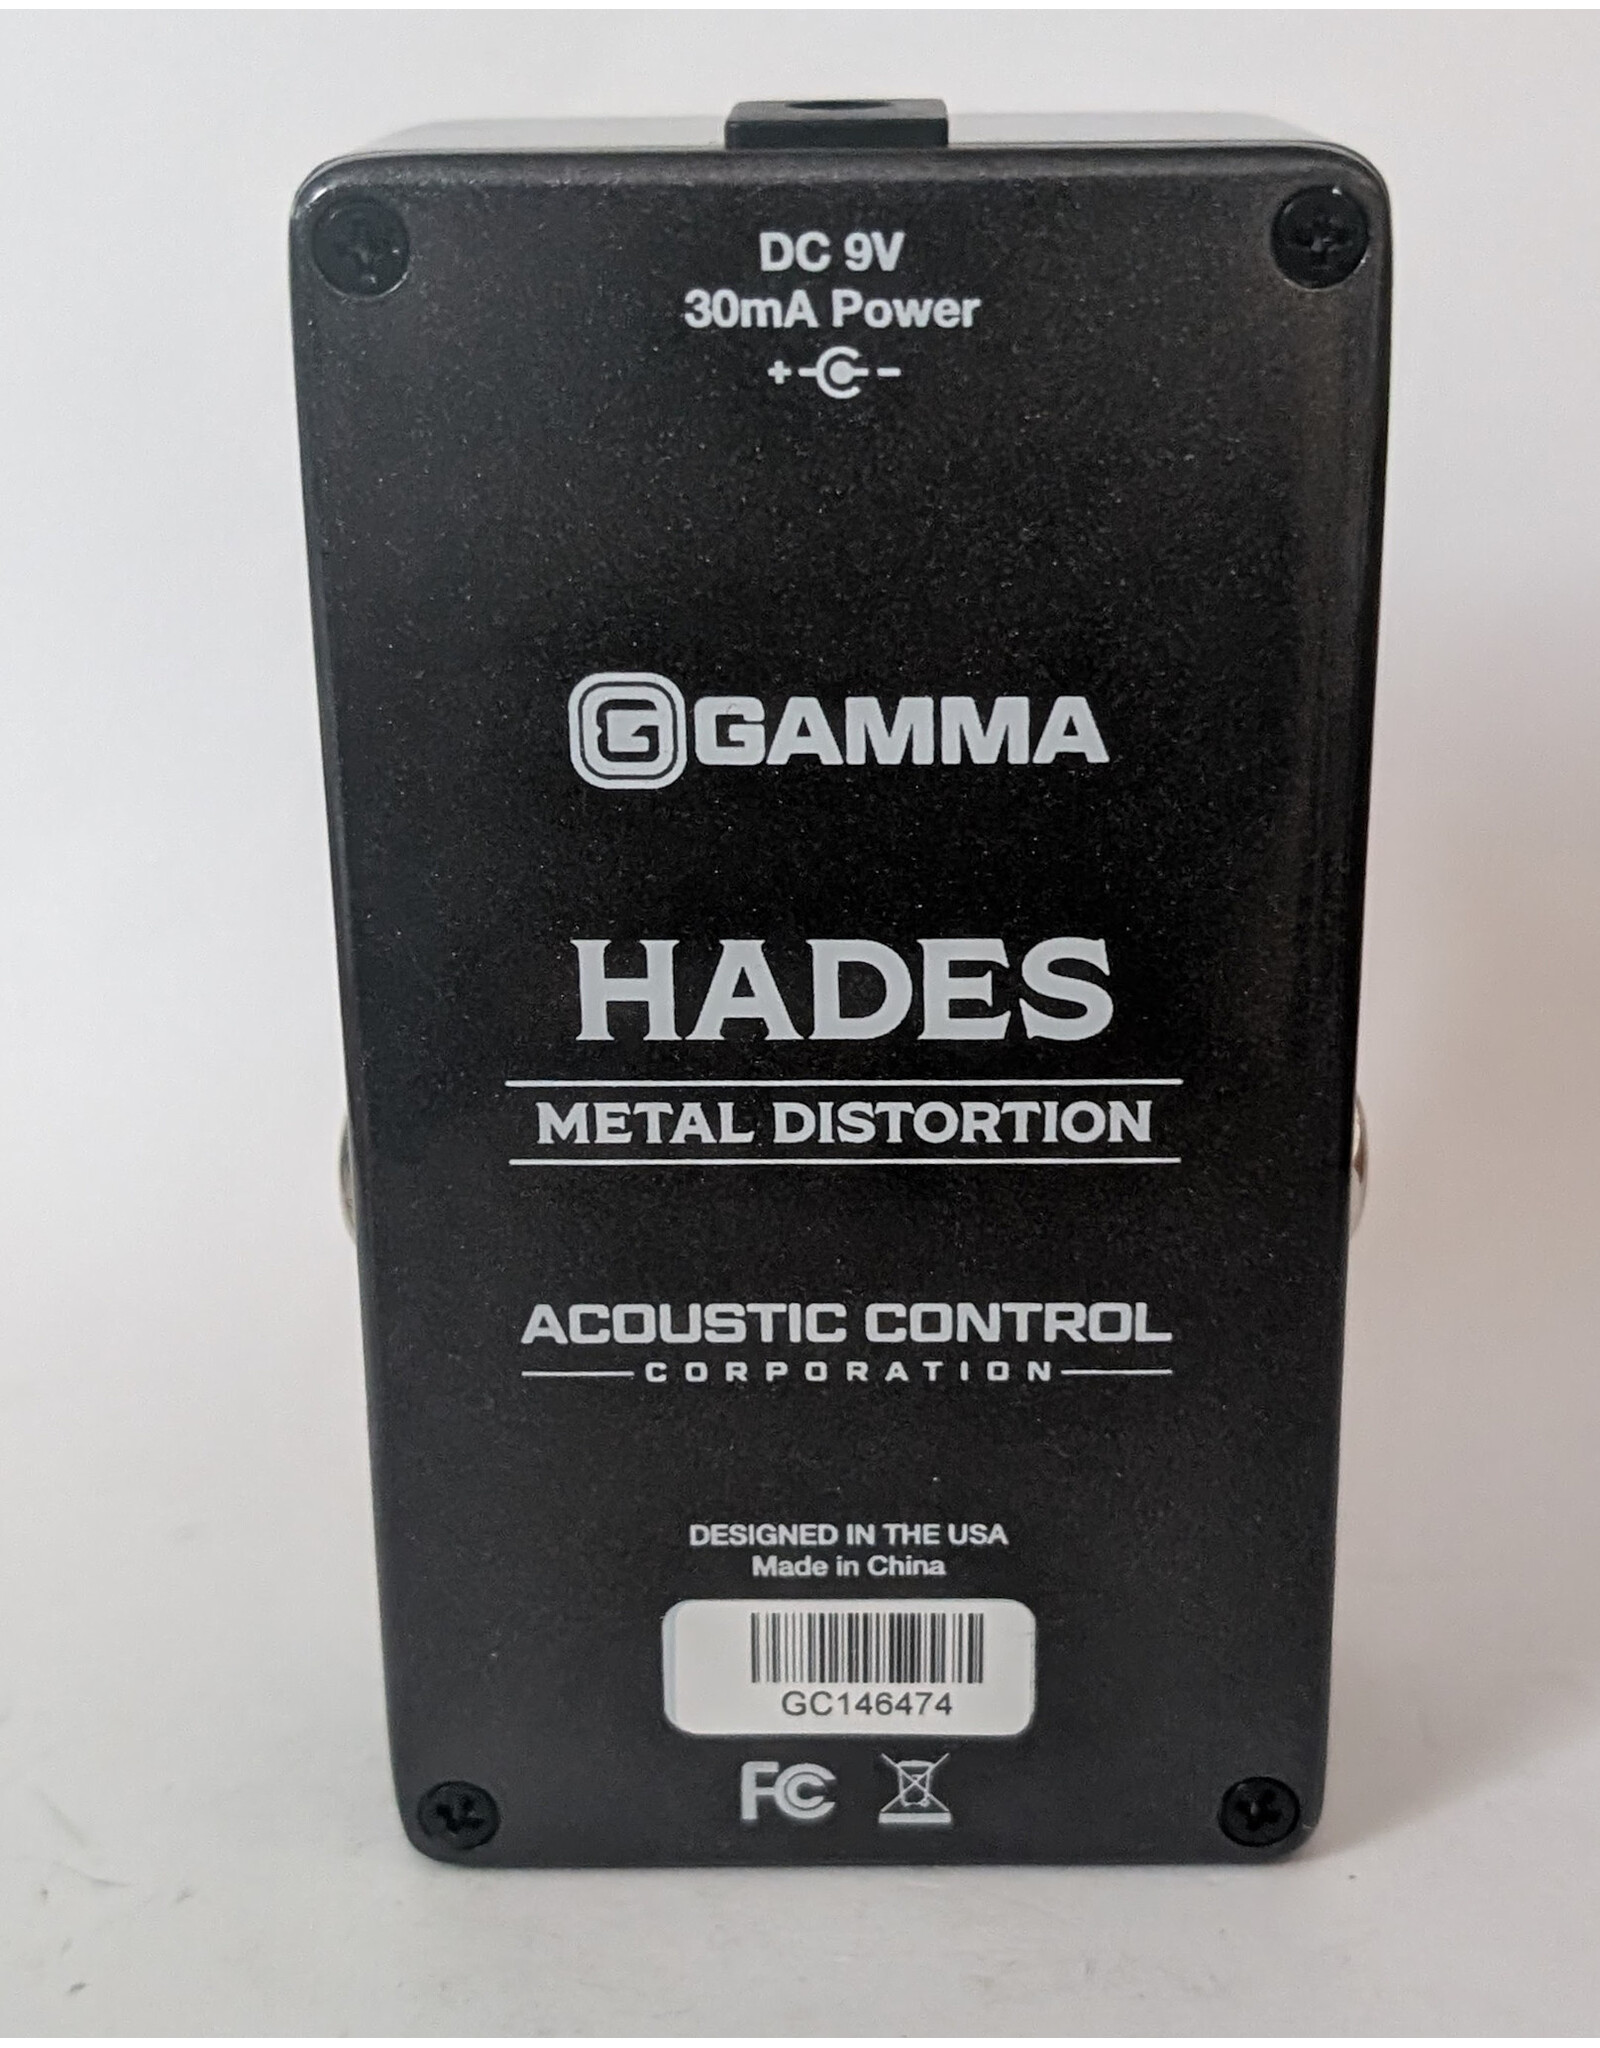 DC 9V
30mA Power
+ -
G GAMMA
HADES
METAL DISTORTION
ACOUSTIC CONTROL
CORPORATION
DESIGNED IN THE USA
Made in China
GC146474
FC